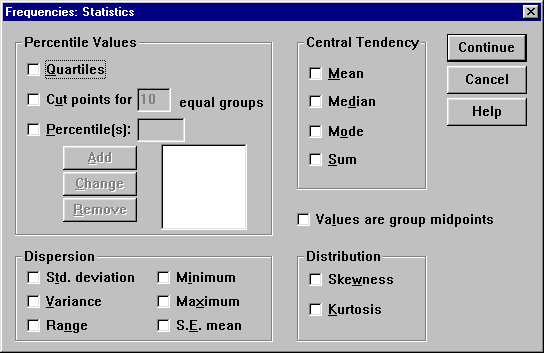 Frequencies: Statistics
Percentile Values
Quartiles
Cut points for 10 equal groups
Percentile(s):
Add
Change
Remove
Central Tendency
Mean
Median
Mode
Sum
Continue
Cancel
Help
Values are group midpoints
Dispersion
Std. deviation
Minimum
Variance
Maximum
Range
S.E. mean
Distribution
Skewness
Kurtosis